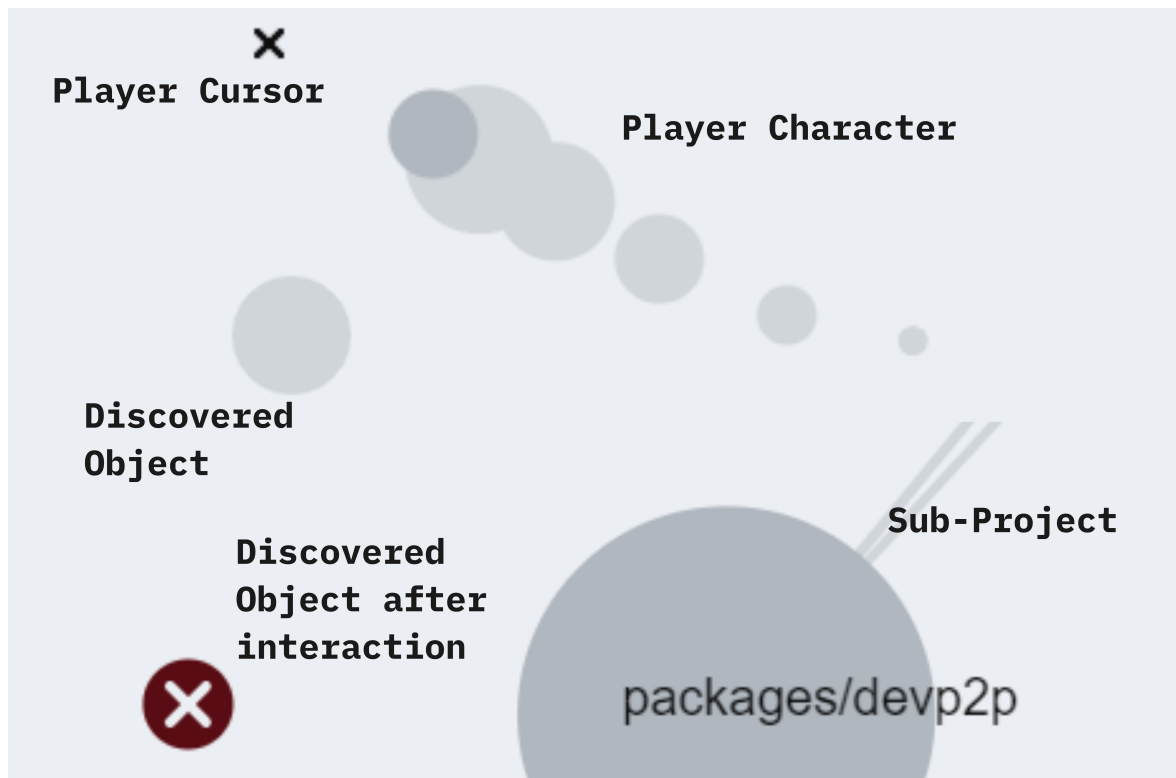 Player Cursor
Player Character
Discovered
Object
Sub-Project
Discovered
Object after
interaction
packages/devp2p